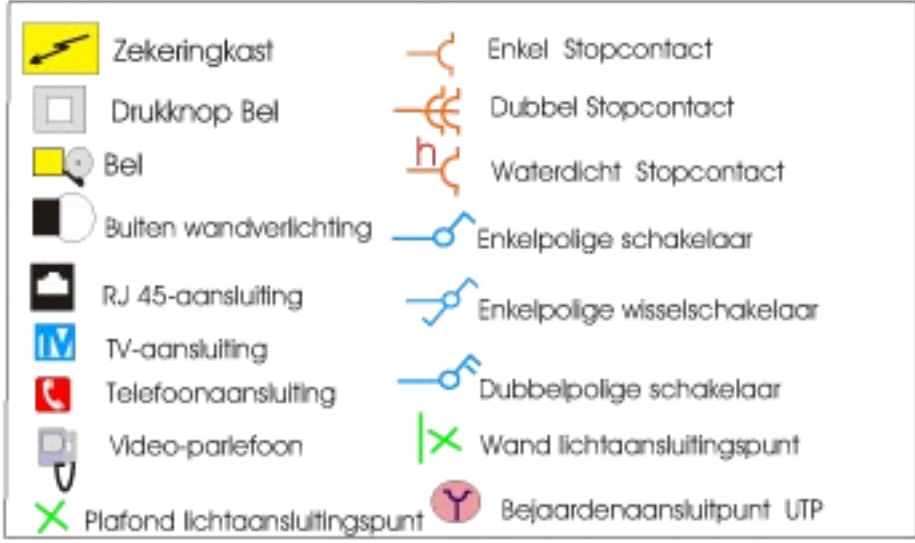 Zekeringkast
Drukknop Bel
Bel
Buiten wandverlichting
RJ 45-aansluiting
TV
TV-aansluiting
Telefoonaansluiting
Video-parlefoon
Plafond lichtaansluitingspunt
Enkel Stopcontact
Dubbel Stopcontact
h
Waterdicht Stopcontact
Enkelpolige schakelaar
Enkelpolige wisselschakelaar
Dubbelpolige schakelaar
Wand lichtaansluitingspunt
Bejaardenaansluitpunt UTP